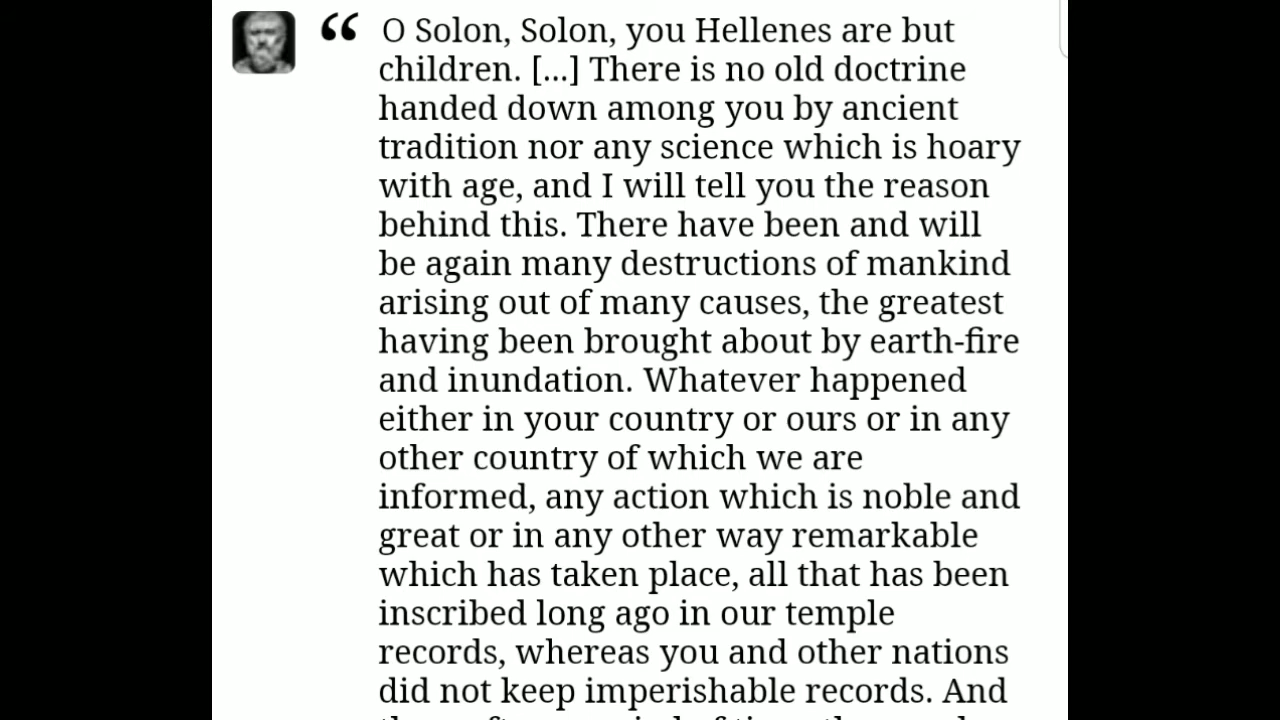 “ O Solon, Solon, you Hellenes are but
children. [...] There is no old doctrine
handed down among you by ancient
tradition nor any science which is hoary
with age, and I will tell you the reason
behind this. There have been and will
be again many destructions of mankind
arising out of many causes, the greatest
having been brought about by earth-fire
and inundation. Whatever happened
either in your country or ours or in any
other country of which we are
informed, any action which is noble and
great or in any other way remarkable
which has taken place, all that has been
inscribed long ago in our temple
records, whereas you and other nations
did not keep imperishable records. And